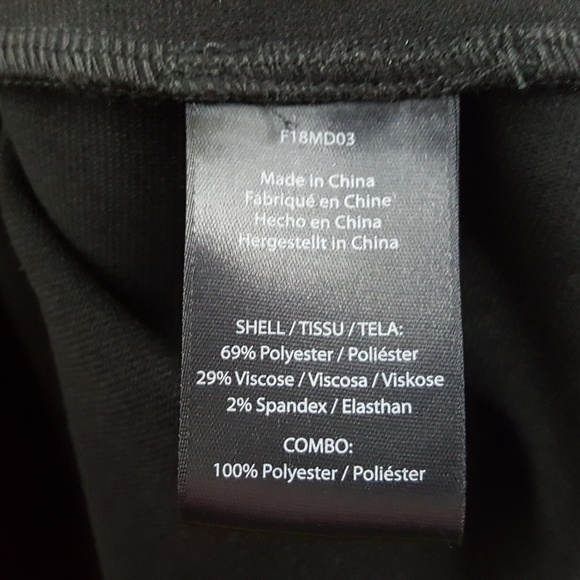 F18MD03
Made in China
Fabriqué en Chine
Hecho en China
Hergestellt in China
SHELL / TISSU / TELA:
69% Polyester / Poliéster
29% Viscose / Viscosa / Viskose
2% Spandex / Elasthan
COMBO:
100% Polyester / Poliéster